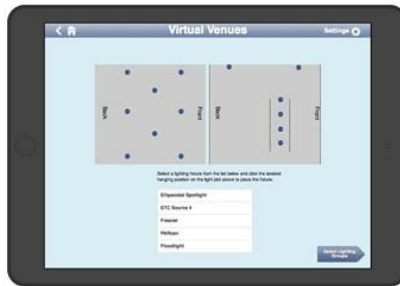 Virtual Venues
Settings
Back
Front
Back
Front
Select a lighting fixture from the list below and click the desired
hanging position on the light plot above to place the fixture.
Ellipsoidal Spotlight
ETC Source 4
Fresnel
PARcan
Floodlight
Select Lighting
Groups